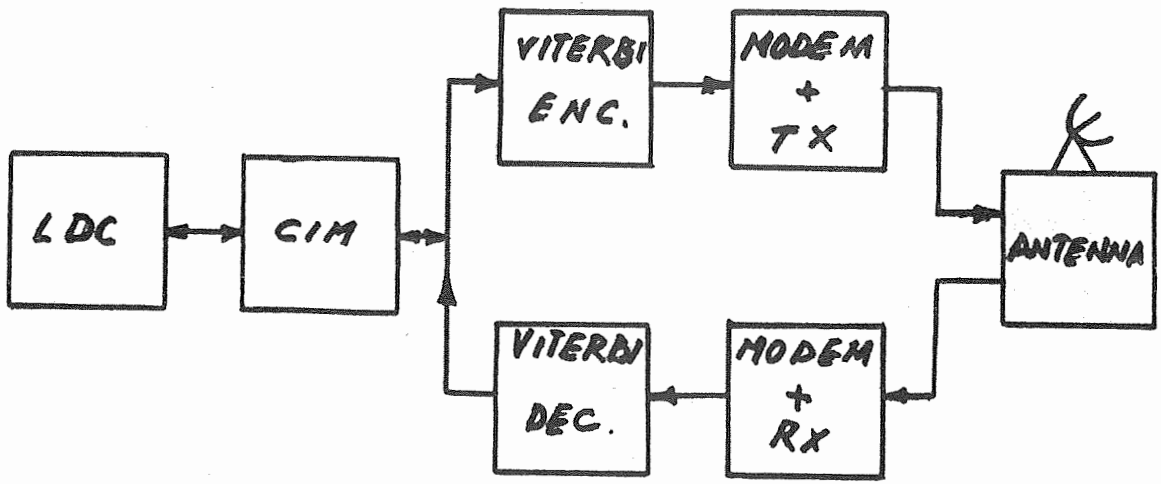 VITERBI
ENC.
MODEM
+
TX
LDC
CIM
ANTENNA
VITERBI
DEC.
MODEM
+
RX